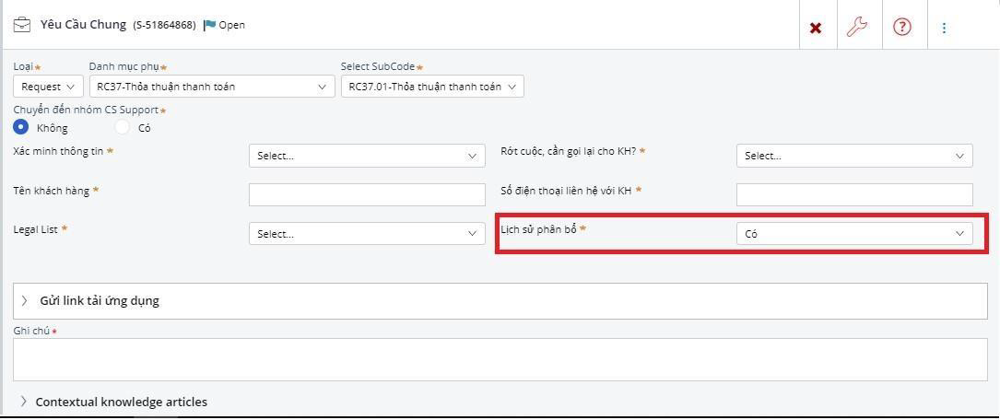 Yêu Cầu Chung (S-51864868) Open
Loại* Danh mục phụ* Select SubCode*
Request RC37-Thỏa thuận thanh toán RC37.01-Thỏa thuận thanh toán
Chuyển đến nhóm CS Support*
Không Có
Xác minh thông tin * Select... Rớt cuộc, cần gọi lại cho KH? * Select...
Tên khách hàng * Số điện thoại liên hệ với KH *
Legal List * Select... Lịch sử phân bổ * Có
Gửi link tải ứng dụng
Ghi chú *
Contextual knowledge articles